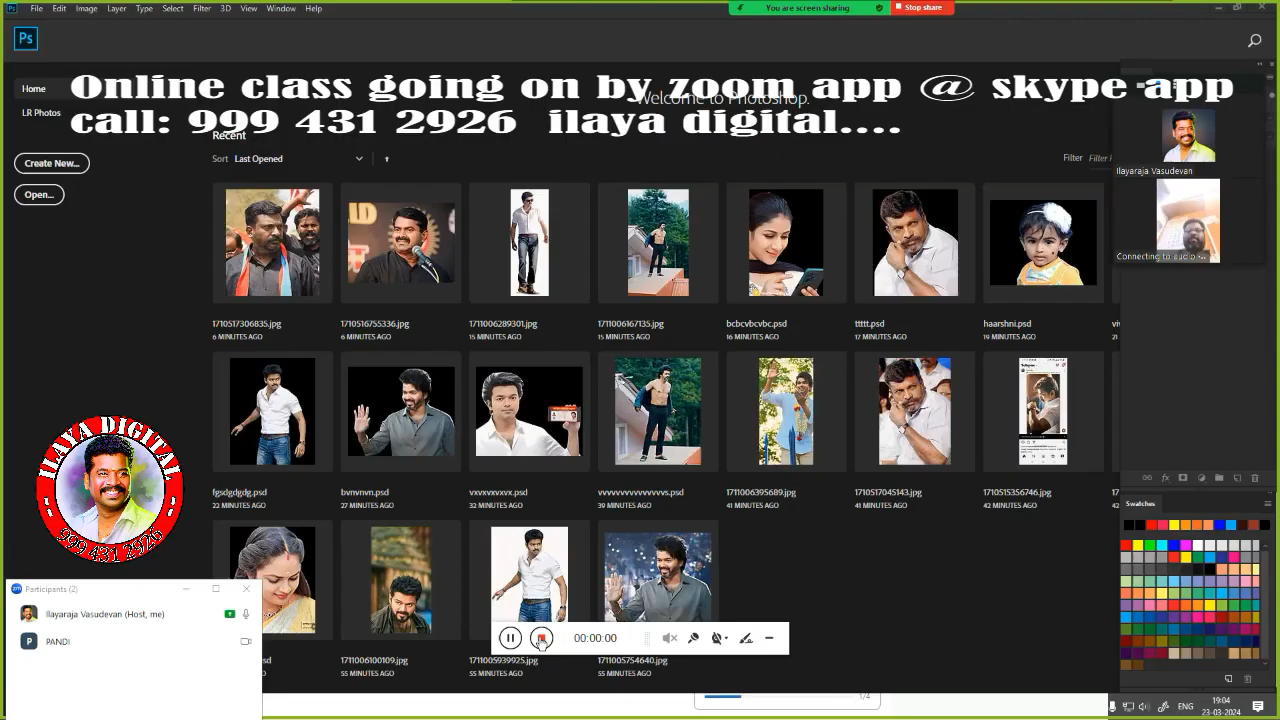 File Edit Image Layer Type Select Filter 3D View Window Help
You are screen sharing
Stop share
Ps
Home
LR Photos
Create New...
Open...
Online class going on by zoom app @ skype app
call: 999 431 2926 ilaya digital....
Welcome to Photoshop.
Recent
Sort Last Opened
Filter
Ilayaraja Vasudevan
Connecting to audio
1710517306835.jpg
6 MINUTES AGO
1710516755336.jpg
6 MINUTES AGO
1711006289301.jpg
15 MINUTES AGO
1711006167135.jpg
15 MINUTES AGO
bcbcvbcvbc.psd
16 MINUTES AGO
ttttt.psd
17 MINUTES AGO
haarshni.psd
19 MINUTES AGO
fgsdgdgdg.psd
22 MINUTES AGO
bvnvnvn.psd
27 MINUTES AGO
vxvxvxvxvx.psd
32 MINUTES AGO
39 MINUTES AGO
1711006395689.jpg
41 MINUTES AGO
1710517045143.jpg
41 MINUTES AGO
1710515356746.jpg
42 MINUTES AGO
1711006100109.jpg
55 MINUTES AGO
1711005939925.jpg
55 MINUTES AGO
1711005754640.jpg
55 MINUTES AGO
ILAYA DIGITAL
999 431 2926
Participants (2)
Ilayaraja Vasudevan (Host, me)
P PANDI
00:00:00
Swatches
1/4
ENG
19:04
23-03-2024